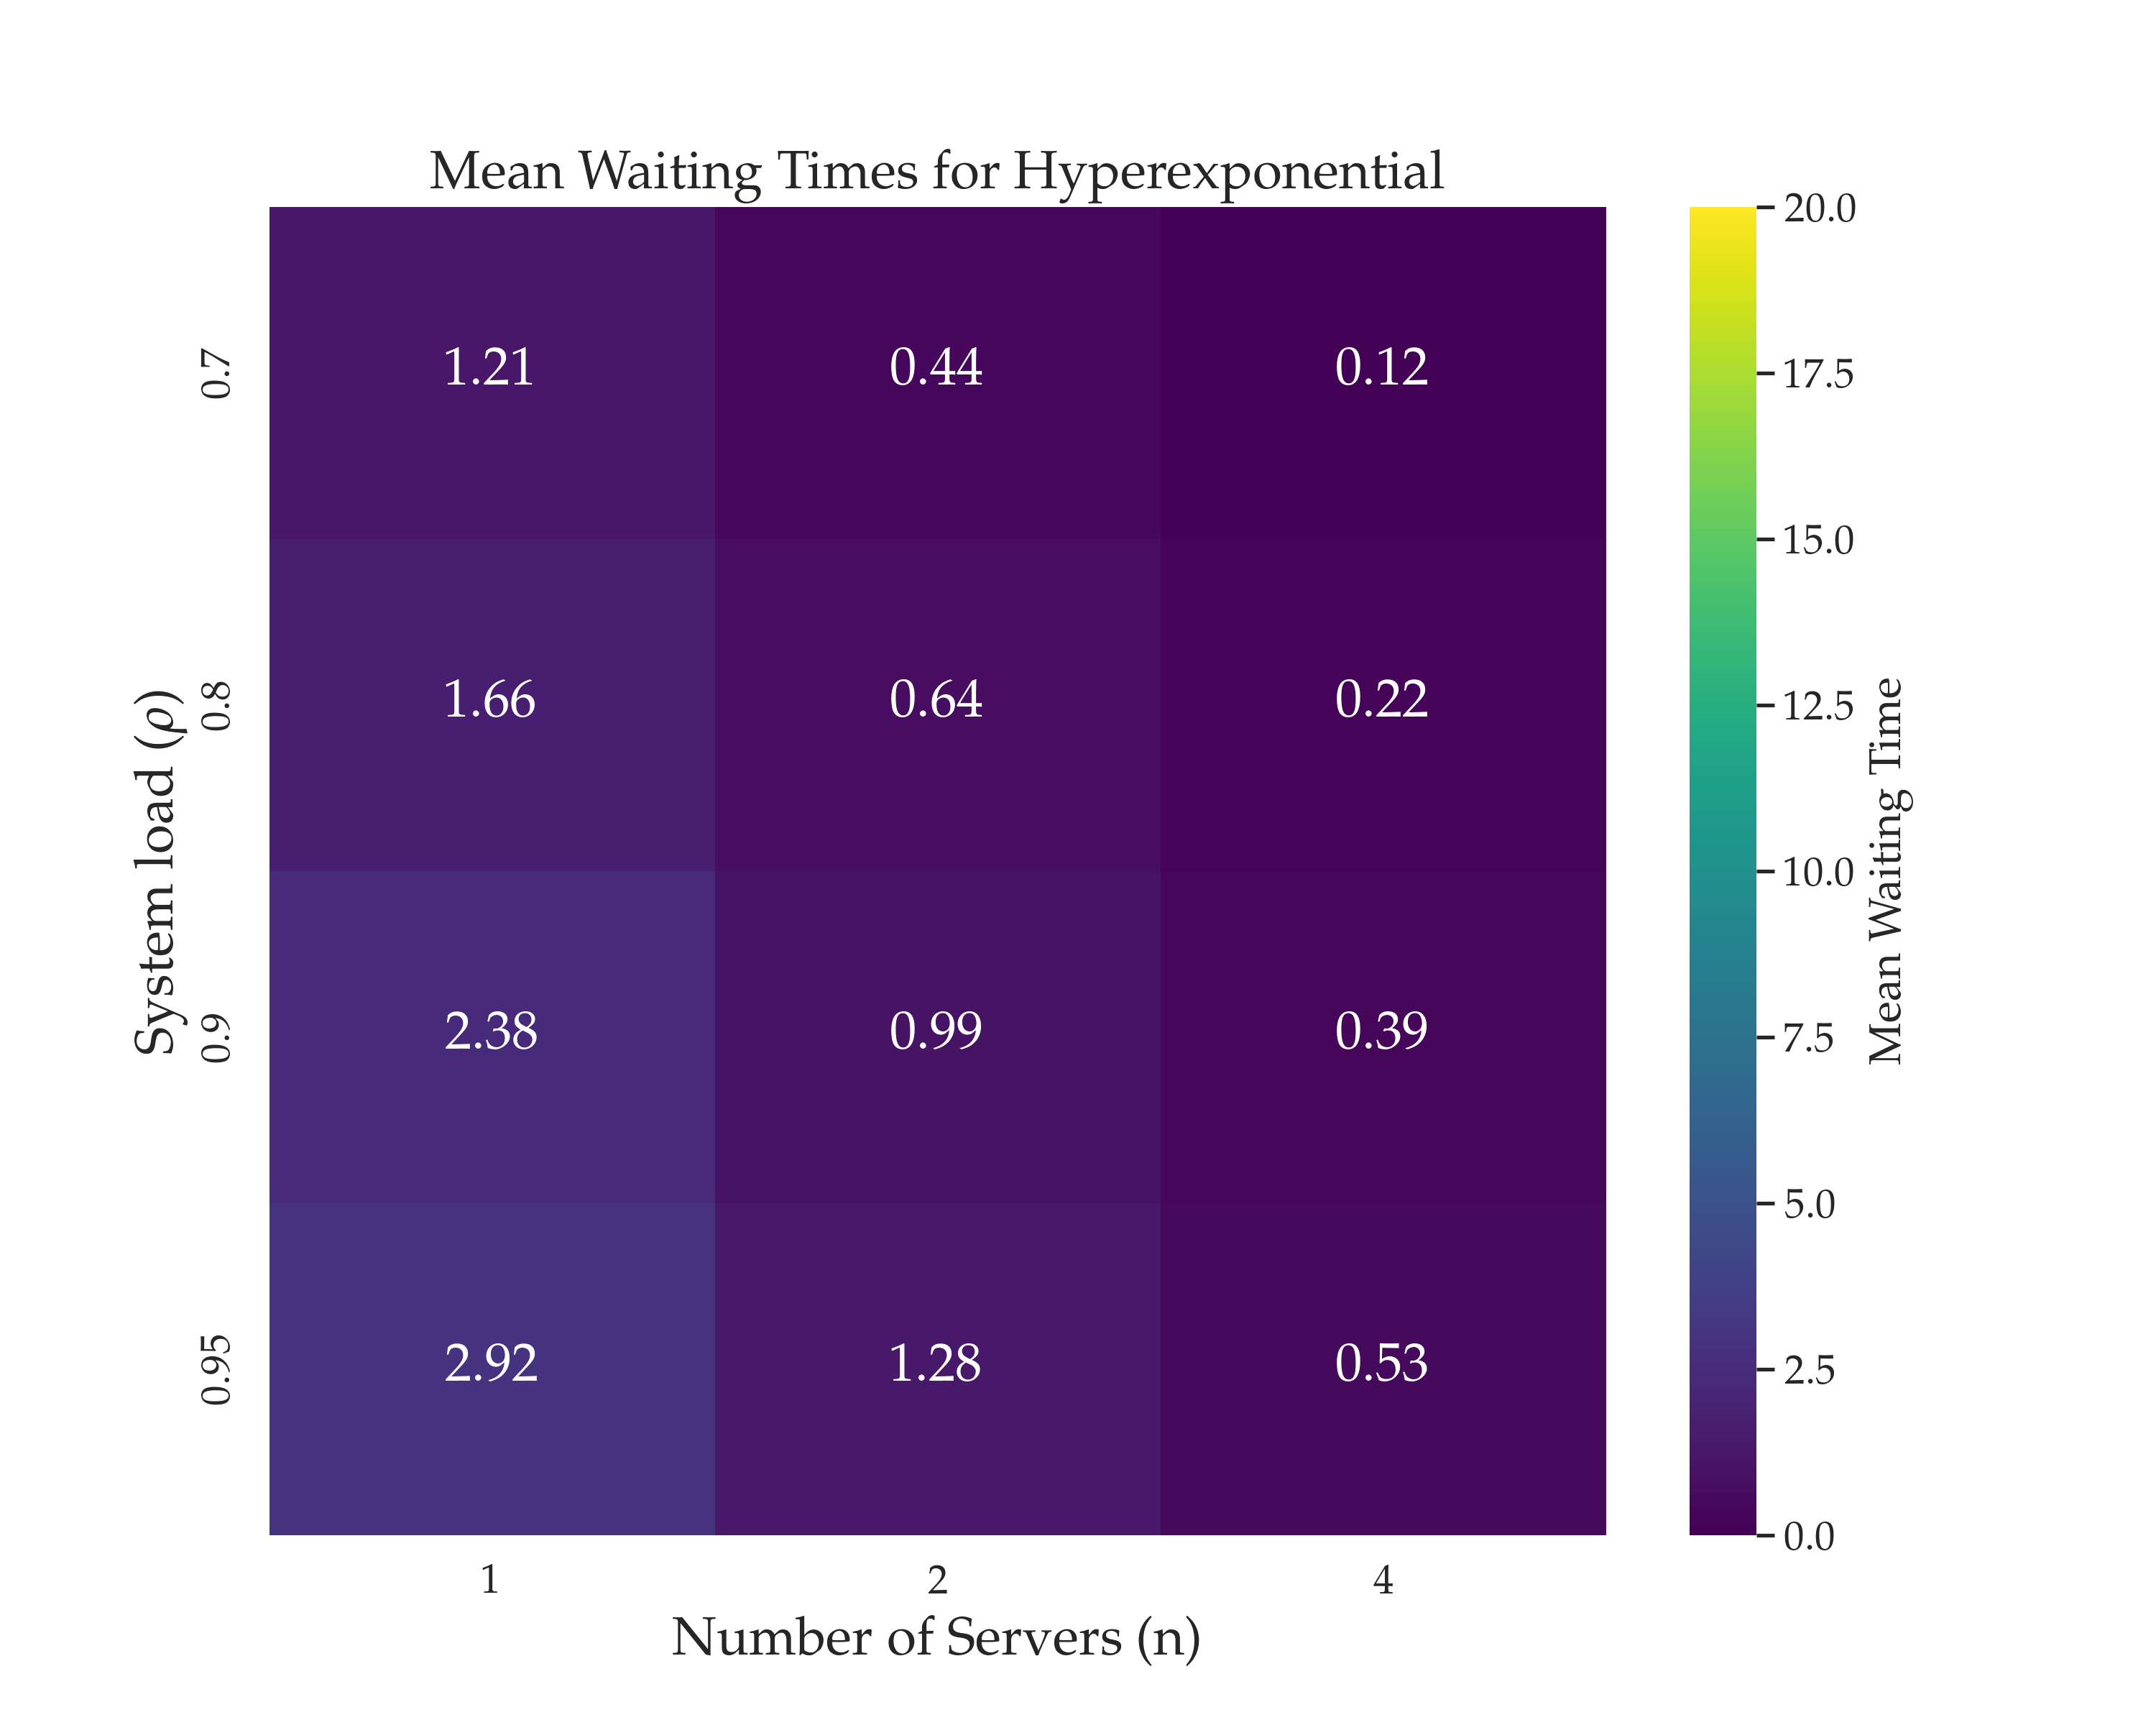 Mean Waiting Times for Hyperexponential
System load (ρ)
0.7
1.21 0.44 0.12
0.8
1.66 0.64 0.22
0.9
2.38 0.99 0.39
0.95
2.92 1.28 0.53
1 2 4
Number of Servers (n)
20.0
17.5
15.0
12.5
10.0
7.5
5.0
2.5
0.0
Mean Waiting Time